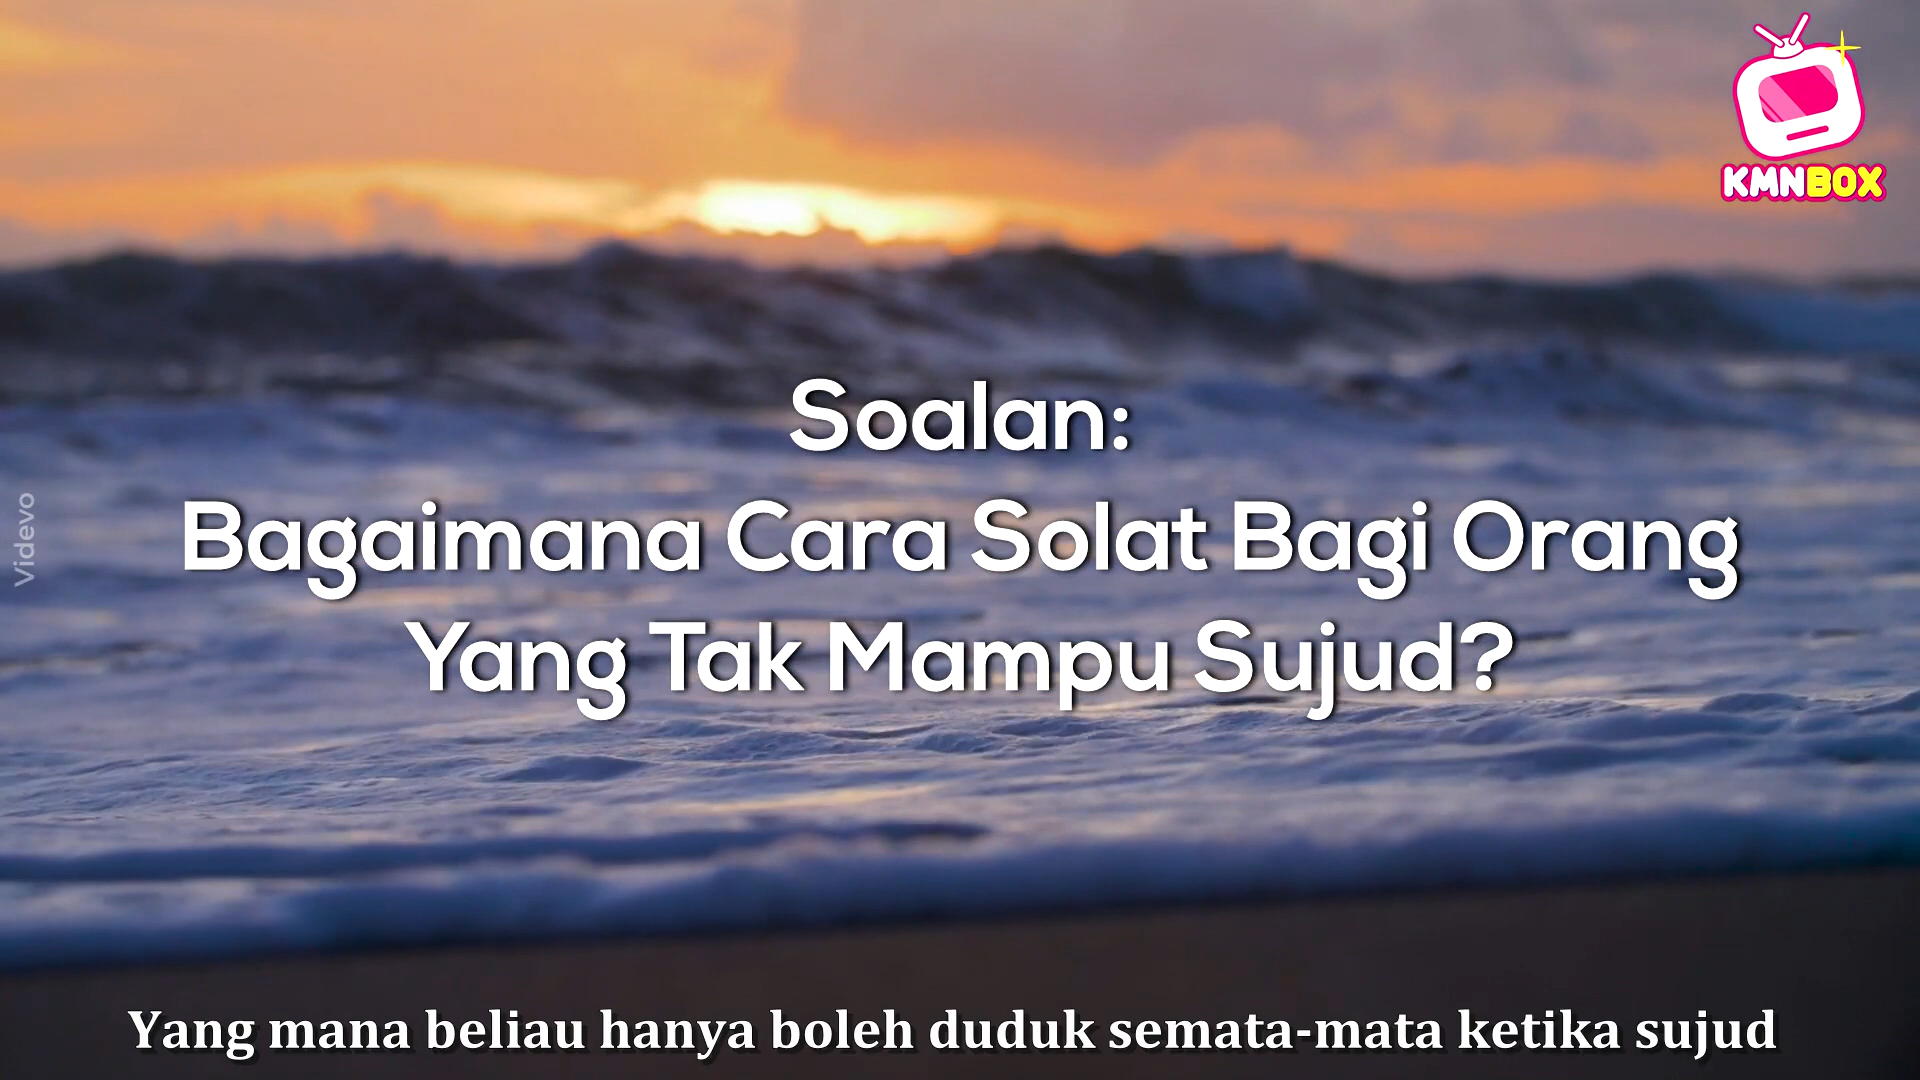 KMNBOX
Soalan:
Bagaimana Cara Solat Bagi Orang
Yang Tak Mampu Sujud?
Videvo
Yang mana beliau hanya boleh duduk semata-mata ketika sujud